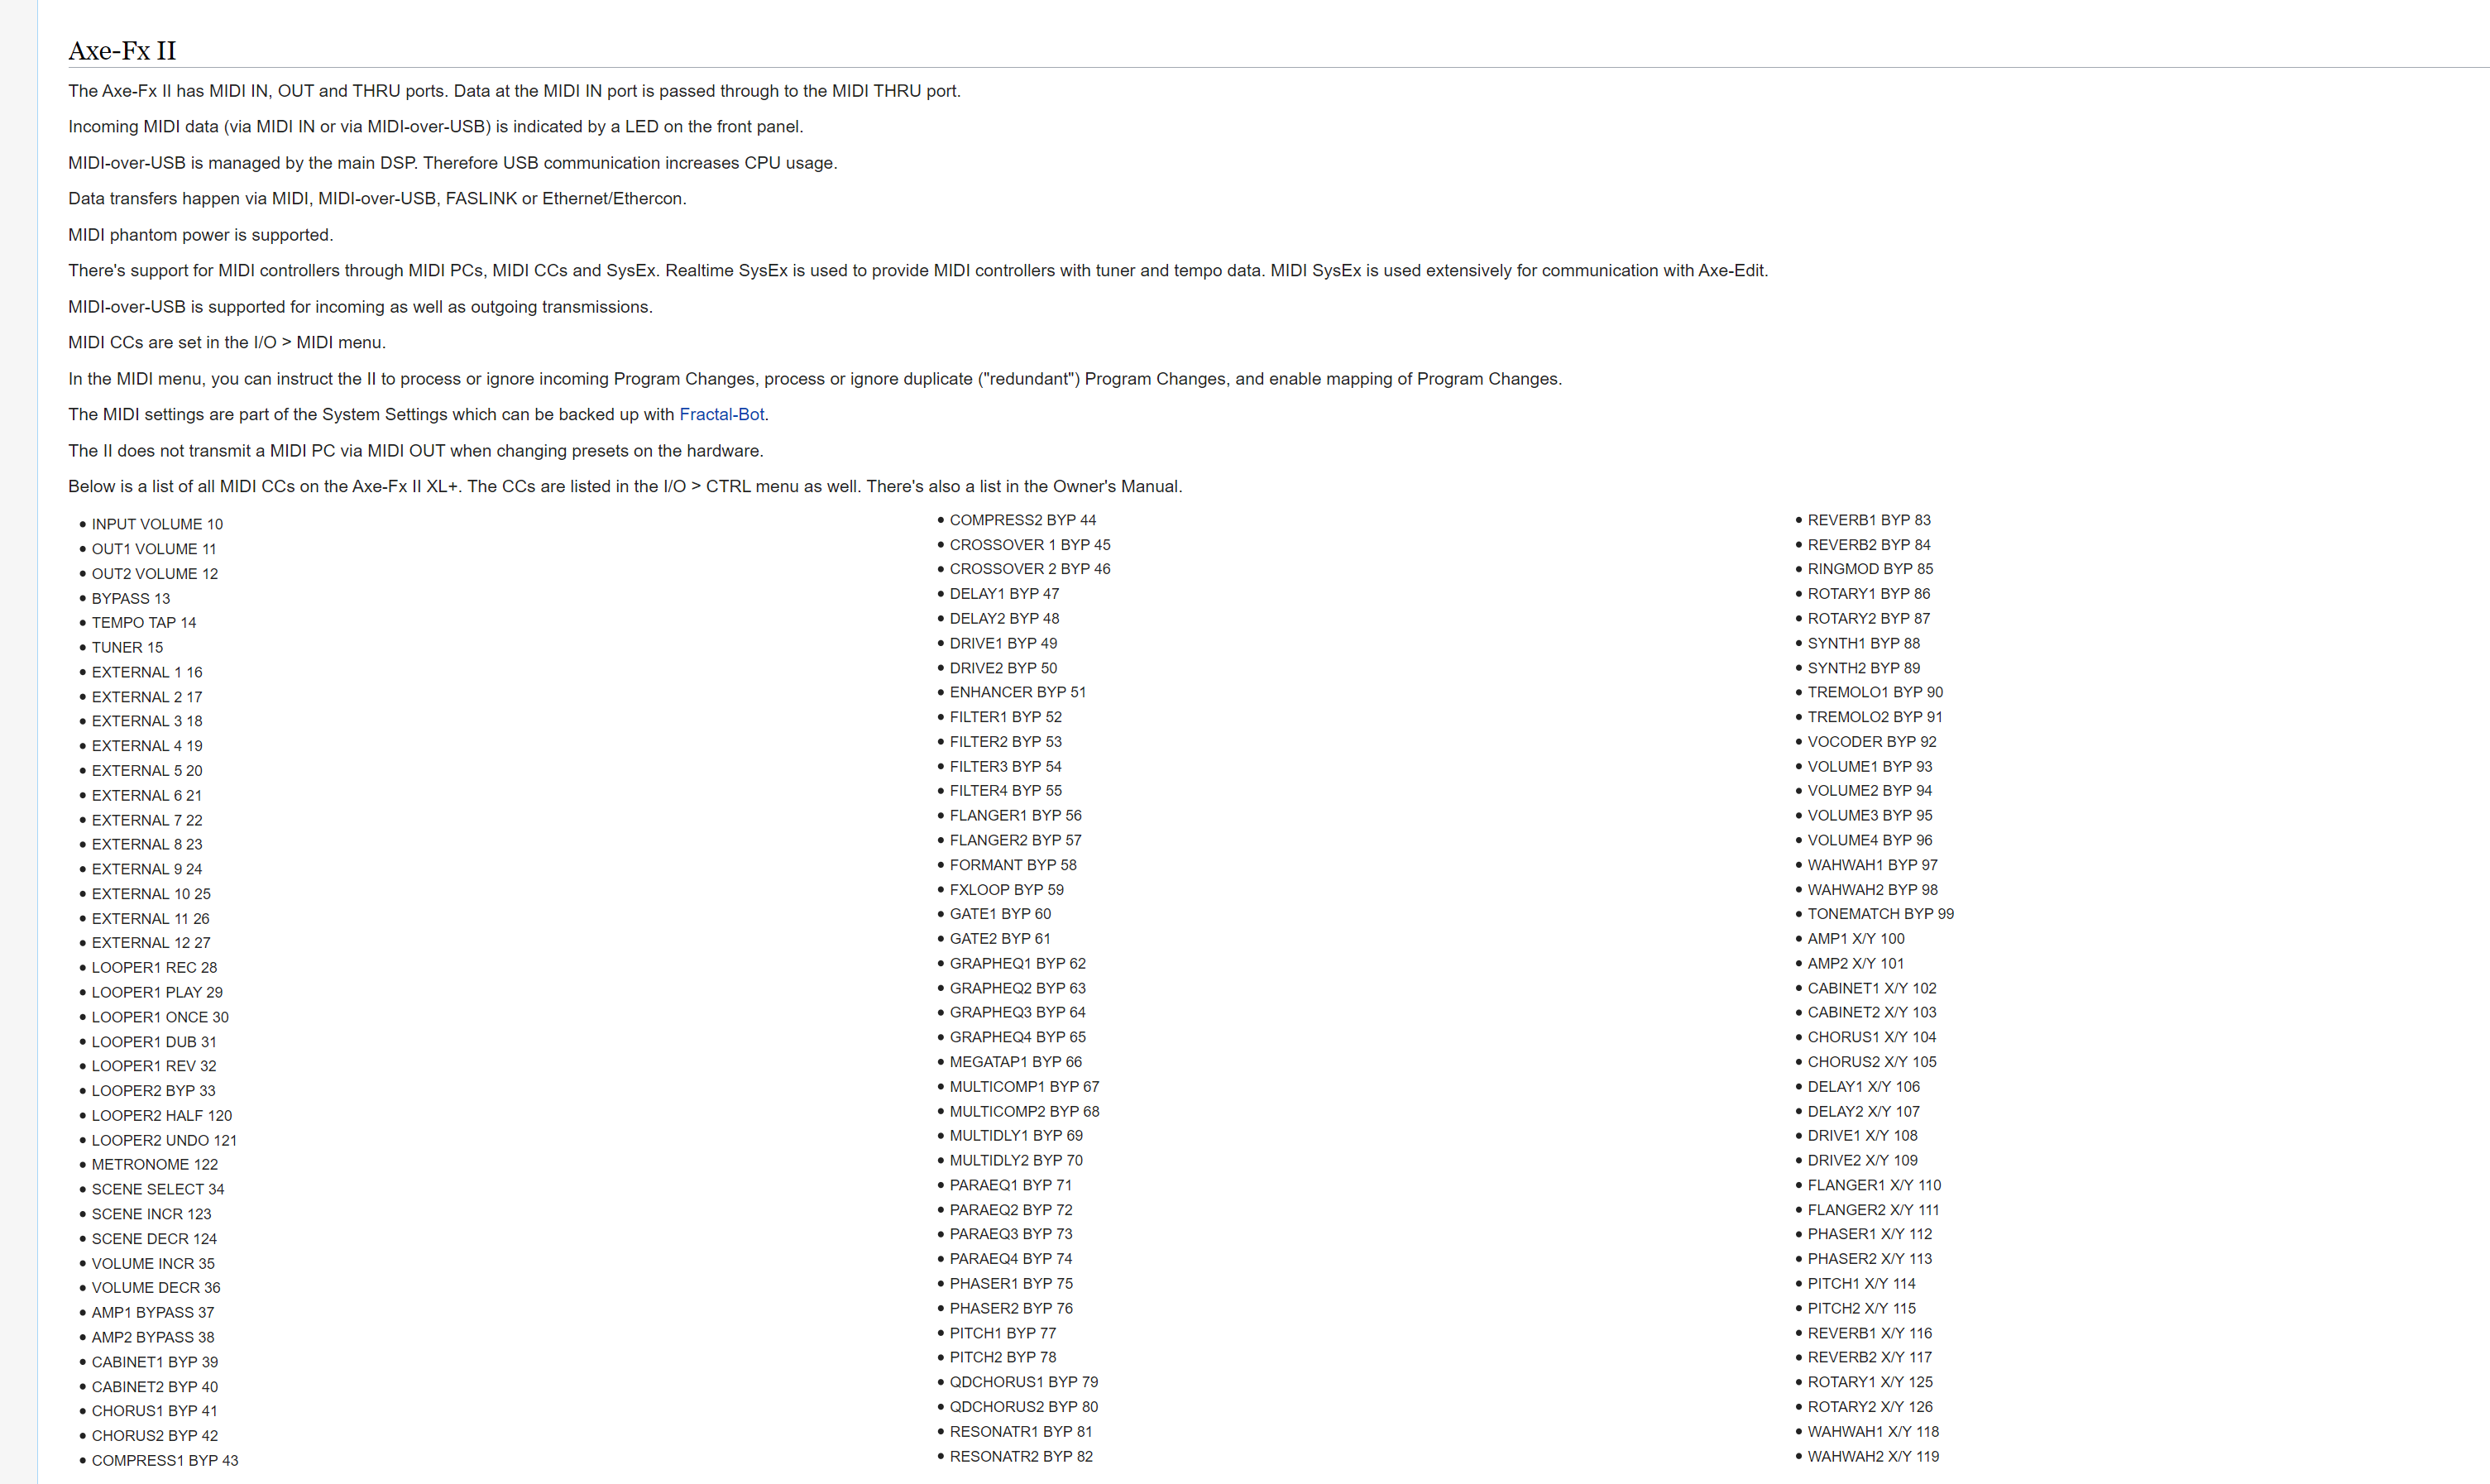 Axe-Fx II
The Axe-Fx II has MIDI IN, OUT and THRU ports. Data at the MIDI IN port is passed through to the MIDI THRU port.
Incoming MIDI data (via MIDI IN or via MIDI-over-USB) is indicated by a LED on the front panel.
MIDI-over-USB is managed by the main DSP. Therefore USB communication increases CPU usage.
Data transfers happen via MIDI, MIDI-over-USB, FASLINK or Ethernet/Ethercon.
MIDI phantom power is supported.
There's support for MIDI controllers through MIDI PCs, MIDI CCs and SysEx. Realtime SysEx is used to provide MIDI controllers with tuner and tempo data. MIDI SysEx is used extensively for communication with Axe-Edit.
MIDI-over-USB is supported for incoming as well as outgoing transmissions.
MIDI CCs are set in the I/O > MIDI menu.
In the MIDI menu, you can instruct the II to process or ignore incoming Program Changes, process or ignore duplicate ("redundant") Program Changes, and enable mapping of Program Changes.
The MIDI settings are part of the System Settings which can be backed up with Fractal-Bot.
The II does not transmit a MIDI PC via MIDI OUT when changing presets on the hardware.
Below is a list of all MIDI CCs on the Axe-Fx II XL+. The CCs are listed in the I/O > CTRL menu as well. There's also a list in the Owner's Manual.
• INPUT VOLUME 10
• OUT1 VOLUME 11
• OUT2 VOLUME 12
• BYPASS 13
• TEMPO TAP 14
• TUNER 15
• EXTERNAL 1 16
• EXTERNAL 2 17
• EXTERNAL 3 18
• EXTERNAL 4 19
• EXTERNAL 5 20
• EXTERNAL 6 21
• EXTERNAL 7 22
• EXTERNAL 8 23
• EXTERNAL 9 24
• EXTERNAL 10 25
• EXTERNAL 11 26
• EXTERNAL 12 27
• LOOPER1 REC 28
• LOOPER1 PLAY 29
• LOOPER1 ONCE 30
• LOOPER1 DUB 31
• LOOPER1 REV 32
• LOOPER2 BYP 33
• LOOPER2 HALF 120
• LOOPER2 UNDO 121
• METRONOME 122
• SCENE SELECT 34
• SCENE INCR 123
• SCENE DECR 124
• VOLUME INCR 35
• VOLUME DECR 36
• AMP1 BYPASS 37
• AMP2 BYPASS 38
• CABINET1 BYP 39
• CABINET2 BYP 40
• CHORUS1 BYP 41
• CHORUS2 BYP 42
• COMPRESS1 BYP 43
• COMPRESS2 BYP 44
• CROSSOVER 1 BYP 45
• CROSSOVER 2 BYP 46
• DELAY1 BYP 47
• DELAY2 BYP 48
• DRIVE1 BYP 49
• DRIVE2 BYP 50
• ENHANCER BYP 51
• FILTER1 BYP 52
• FILTER2 BYP 53
• FILTER3 BYP 54
• FILTER4 BYP 55
• FLANGER1 BYP 56
• FLANGER2 BYP 57
• FORMANT BYP 58
• FXLOOP BYP 59
• GATE1 BYP 60
• GATE2 BYP 61
• GRAPHEQ1 BYP 62
• GRAPHEQ2 BYP 63
• GRAPHEQ3 BYP 64
• GRAPHEQ4 BYP 65
• MEGATAP1 BYP 66
• MULTICOMP1 BYP 67
• MULTICOMP2 BYP 68
• MULTIDLY1 BYP 69
• MULTIDLY2 BYP 70
• PARAEQ1 BYP 71
• PARAEQ2 BYP 72
• PARAEQ3 BYP 73
• PARAEQ4 BYP 74
• PHASER1 BYP 75
• PHASER2 BYP 76
• PITCH1 BYP 77
• PITCH2 BYP 78
• QDCHORUS1 BYP 79
• QDCHORUS2 BYP 80
• RESONATR1 BYP 81
• RESONATR2 BYP 82
• REVERB1 BYP 83
• REVERB2 BYP 84
• RINGMOD BYP 85
• ROTARY1 BYP 86
• ROTARY2 BYP 87
• SYNTH1 BYP 88
• SYNTH2 BYP 89
• TREMOLO1 BYP 90
• TREMOLO2 BYP 91
• VOCODER BYP 92
• VOLUME1 BYP 93
• VOLUME2 BYP 94
• VOLUME3 BYP 95
• VOLUME4 BYP 96
• WAHWAH1 BYP 97
• WAHWAH2 BYP 98
• TONEMATCH BYP 99
• AMP1 X/Y 100
• AMP2 X/Y 101
• CABINET1 X/Y 102
• CABINET2 X/Y 103
• CHORUS1 X/Y 104
• CHORUS2 X/Y 105
• DELAY1 X/Y 106
• DELAY2 X/Y 107
• DRIVE1 X/Y 108
• DRIVE2 X/Y 109
• FLANGER1 X/Y 110
• FLANGER2 X/Y 111
• PHASER1 X/Y 112
• PHASER2 X/Y 113
• PITCH1 X/Y 114
• PITCH2 X/Y 115
• REVERB1 X/Y 116
• REVERB2 X/Y 117
• ROTARY1 X/Y 125
• ROTARY2 X/Y 126
• WAHWAH1 X/Y 118
• WAHWAH2 X/Y 119